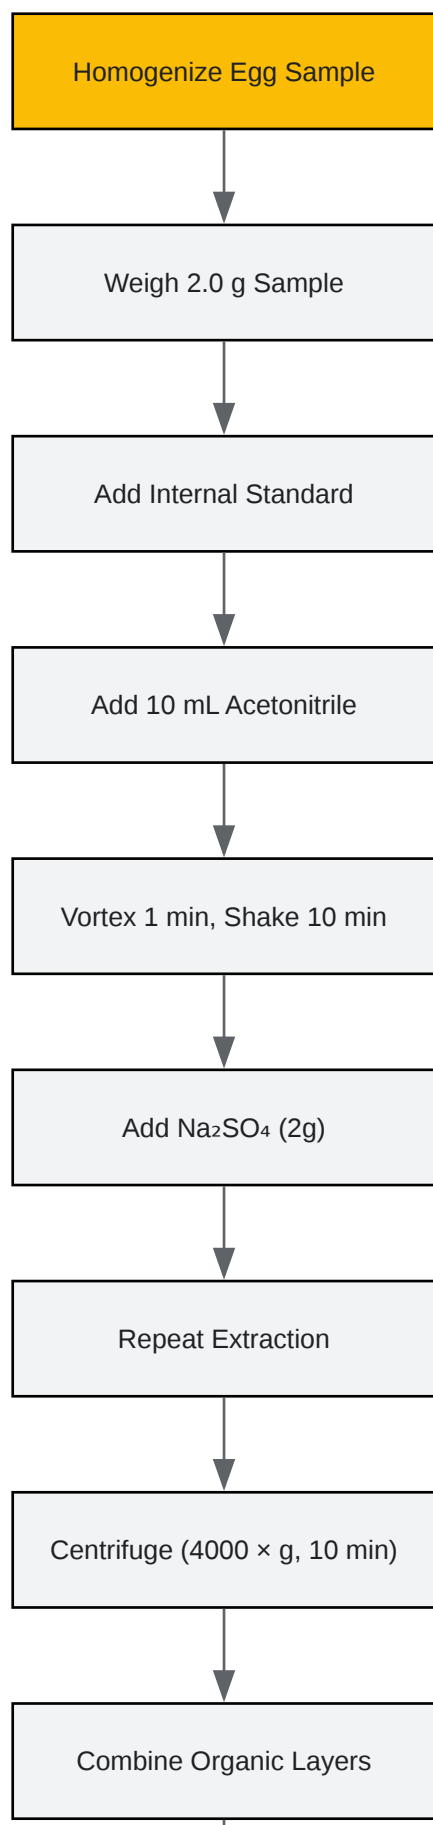 Homogenize Egg Sample
Weigh 2.0 g Sample
Add Internal Standard
Add 10 mL Acetonitrile
Vortex 1 min, Shake 10 min
Add Na₂SO₄ (2g)
Repeat Extraction
Centrifuge (4000 × g, 10 min)
Combine Organic Layers